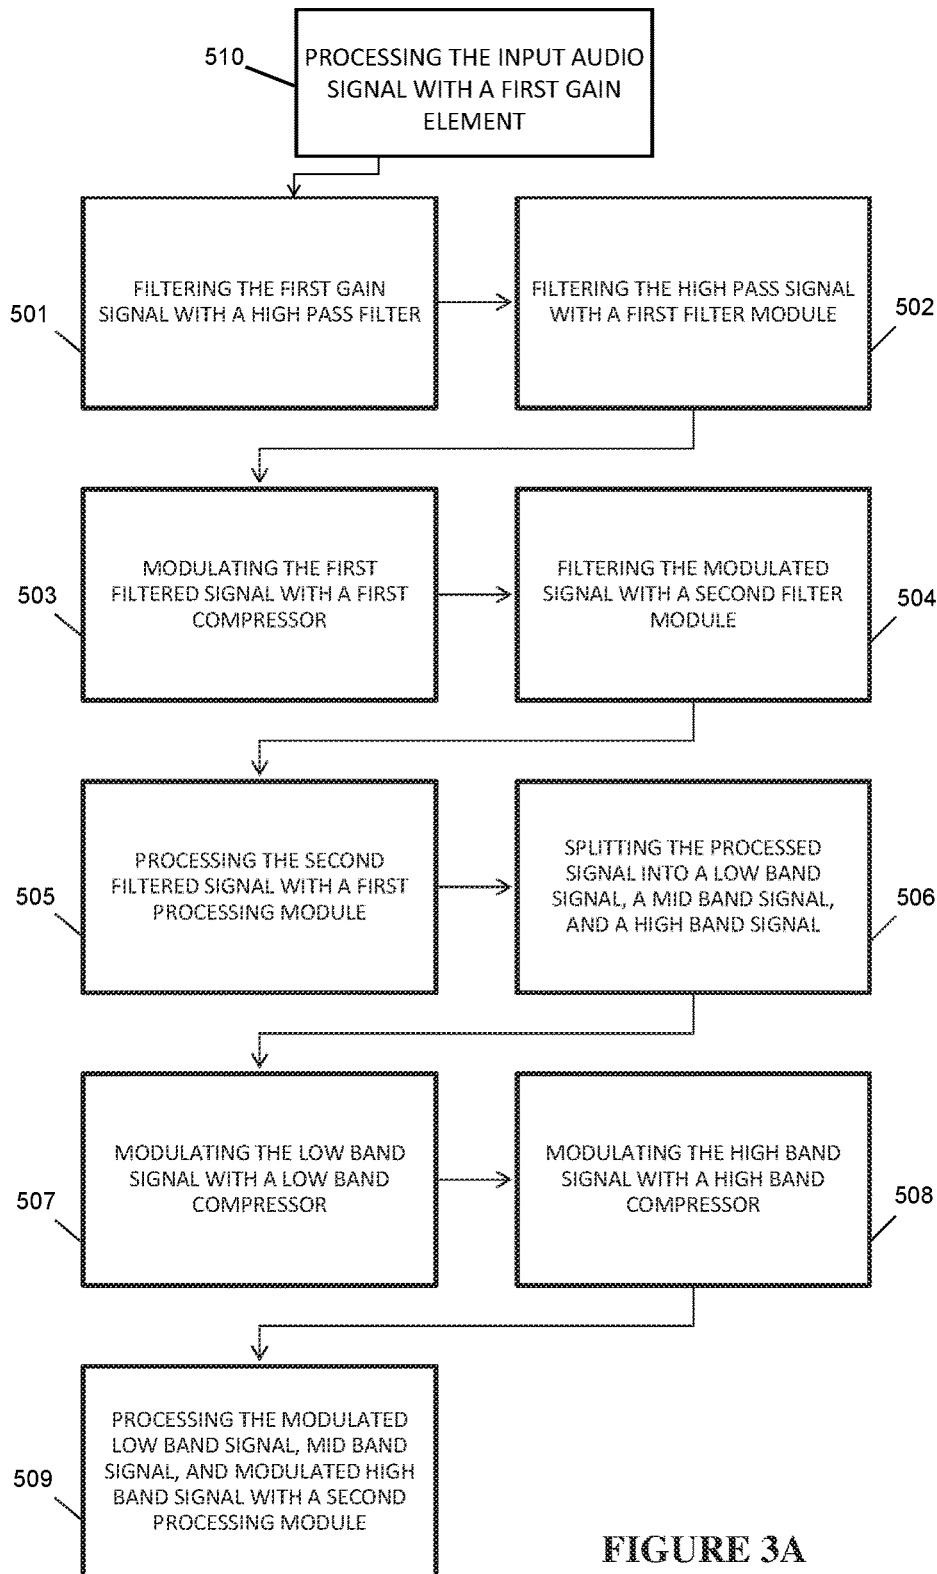 510
PROCESSING THE INPUT AUDIO
SIGNAL WITH A FIRST GAIN
ELEMENT
501
FILTERING THE FIRST GAIN
SIGNAL WITH A HIGH PASS FILTER
FILTERING THE HIGH PASS SIGNAL
WITH A FIRST FILTER MODULE
502
503
MODULATING THE FIRST
FILTERED SIGNAL WITH A FIRST
COMPRESSOR
FILTERING THE MODULATED
SIGNAL WITH A SECOND FILTER
MODULE
504
505
PROCESSING THE SECOND
FILTERED SIGNAL WITH A FIRST
PROCESSING MODULE
SPLITTING THE PROCESSED
SIGNAL INTO A LOW BAND
SIGNAL, A MID BAND SIGNAL,
AND A HIGH BAND SIGNAL
506
507
MODULATING THE LOW BAND
SIGNAL WITH A LOW BAND
COMPRESSOR
MODULATING THE HIGH BAND
SIGNAL WITH A HIGH BAND
COMPRESSOR
508
509
PROCESSING THE MODULATED
LOW BAND SIGNAL, MID BAND
SIGNAL, AND MODULATED HIGH
BAND SIGNAL WITH A SECOND
PROCESSING MODULE
FIGURE 3A